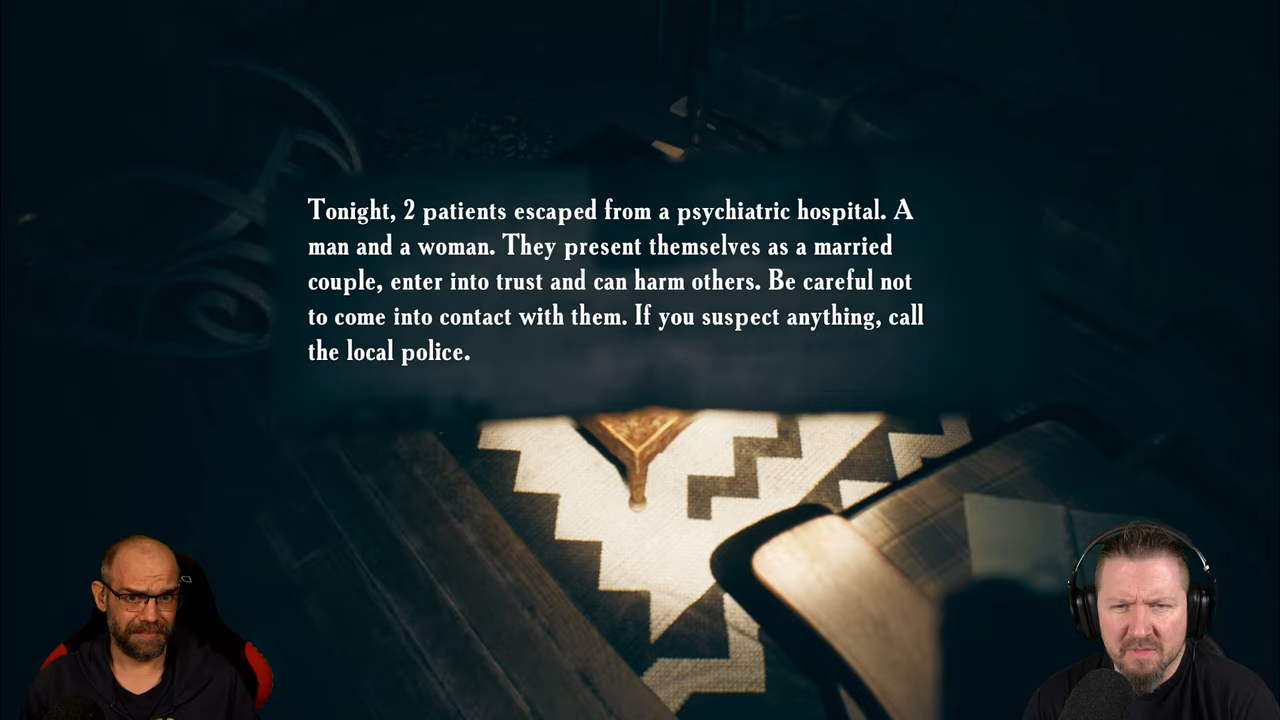 Tonight, 2 patients escaped from a psychiatric hospital. A
man and a woman. They present themselves as a married
couple, enter into trust and can harm others. Be careful not
to come into contact with them. If you suspect anything, call
the local police.